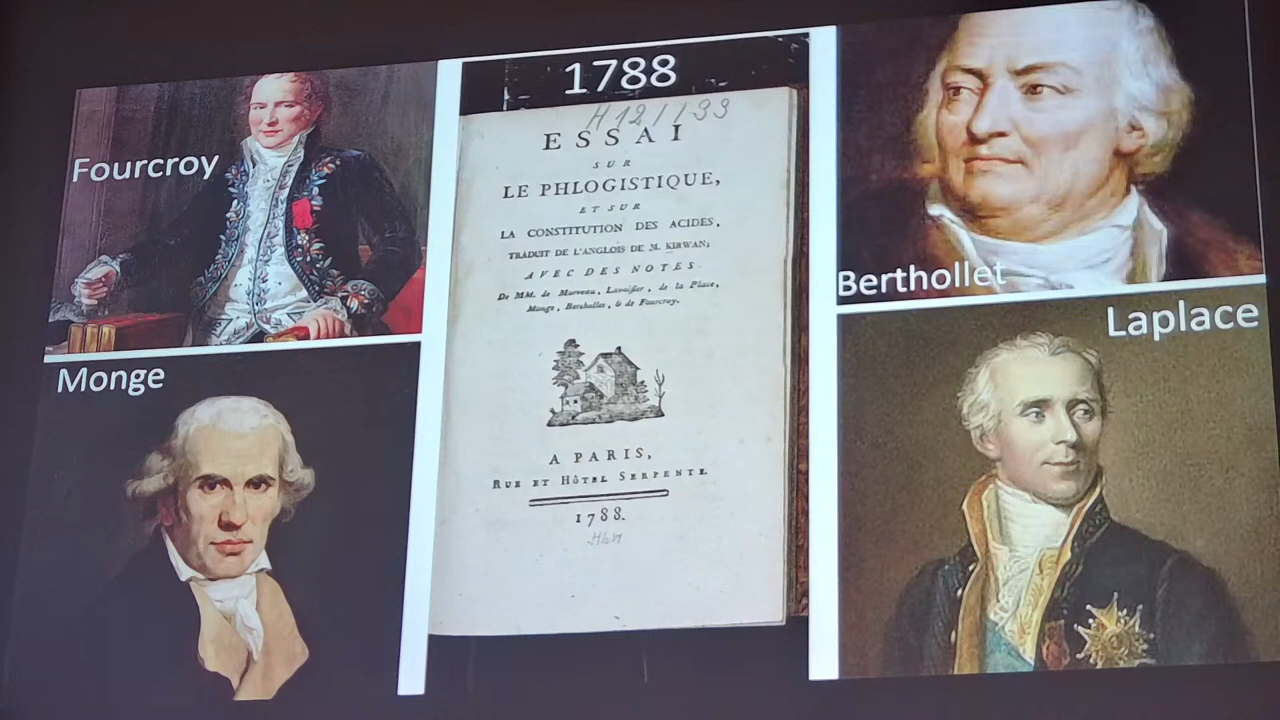 Fourcroy
Monge
1788
H 121133
ESSAI
SUR
LE PHLOGISTIQUE,
ET SUR
LA CONSTITUTION DES ACIDES,
TRADUIT DE L'ANGLOIS DE M. KIRWAN;
AVEC DES NOTES
De MM. de Morveau, Lavoisier, de la Place,
Monge, Berthollet, & de Fourcroy.
A PARIS,
RUE ET HÔTEL SERPENTE.
1788.
Berthollet
Laplace